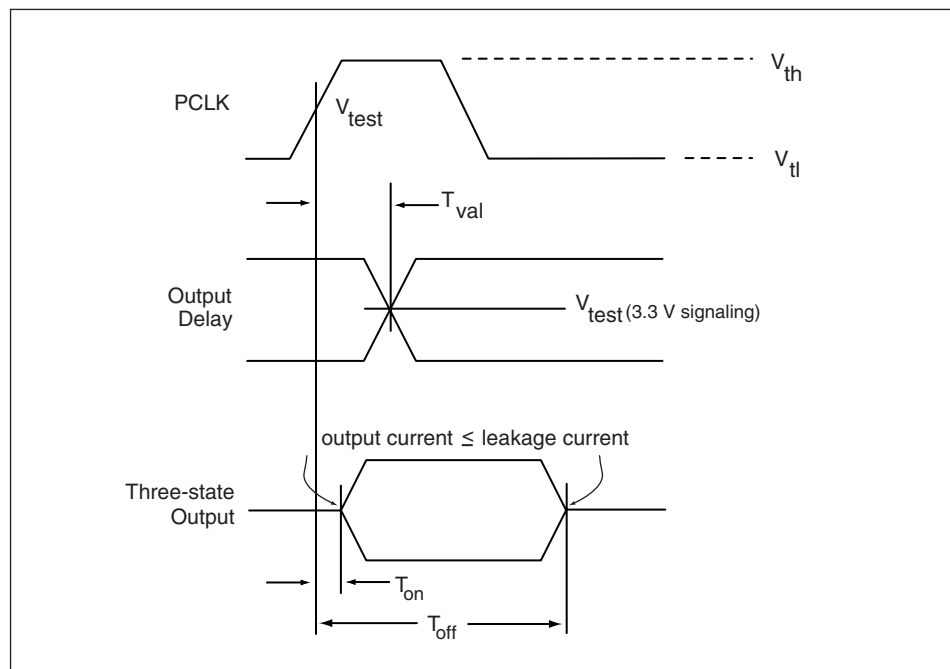 V_th
PCLK
V_test
V_tl
T_val
Output
Delay
V_test (3.3 V signaling)
output current ≤ leakage current
Three-state
Output
T_on
T_off